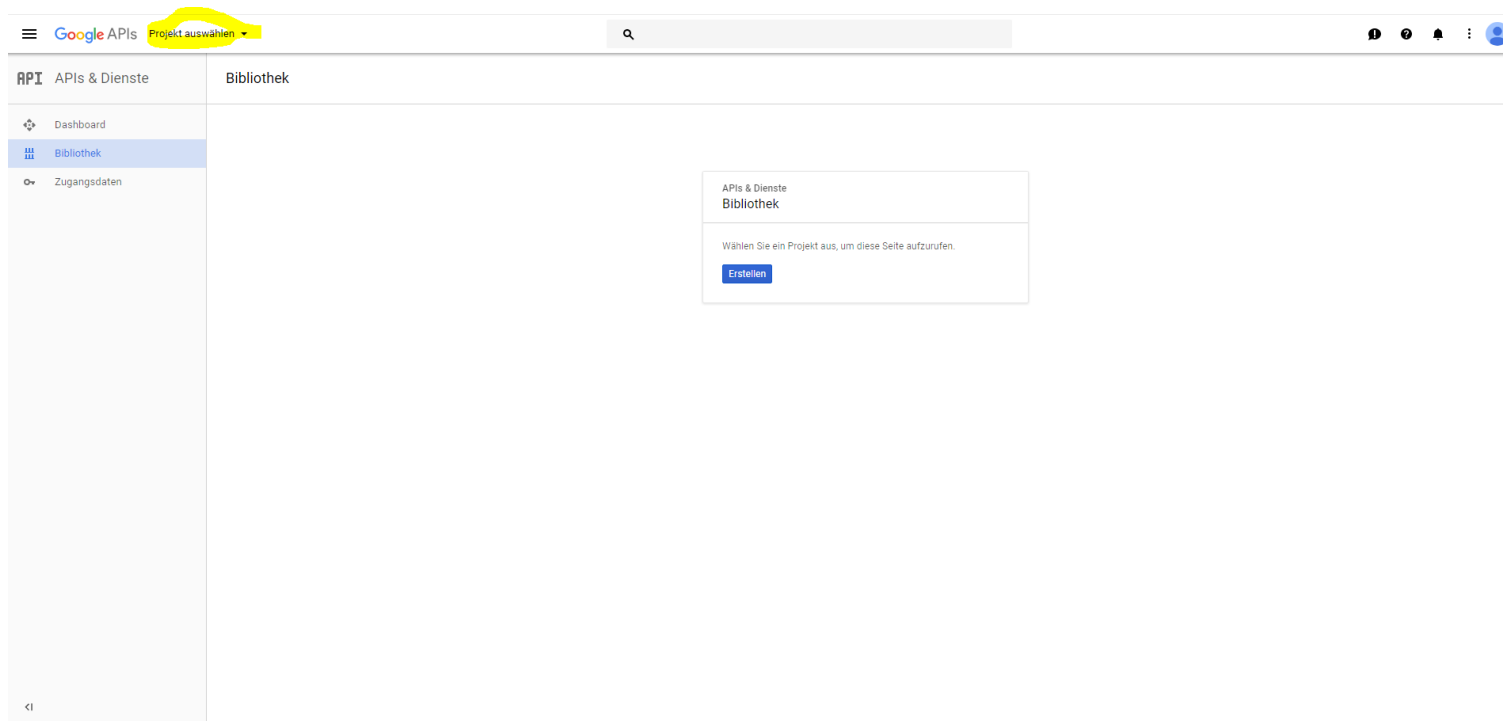 Google APIs Projekt auswählen
API APIs & Dienste
Bibliothek
Dashboard
Bibliothek
Zugangsdaten
APIs & Dienste
Bibliothek
Wählen Sie ein Projekt aus, um diese Seite aufzurufen.
Erstellen